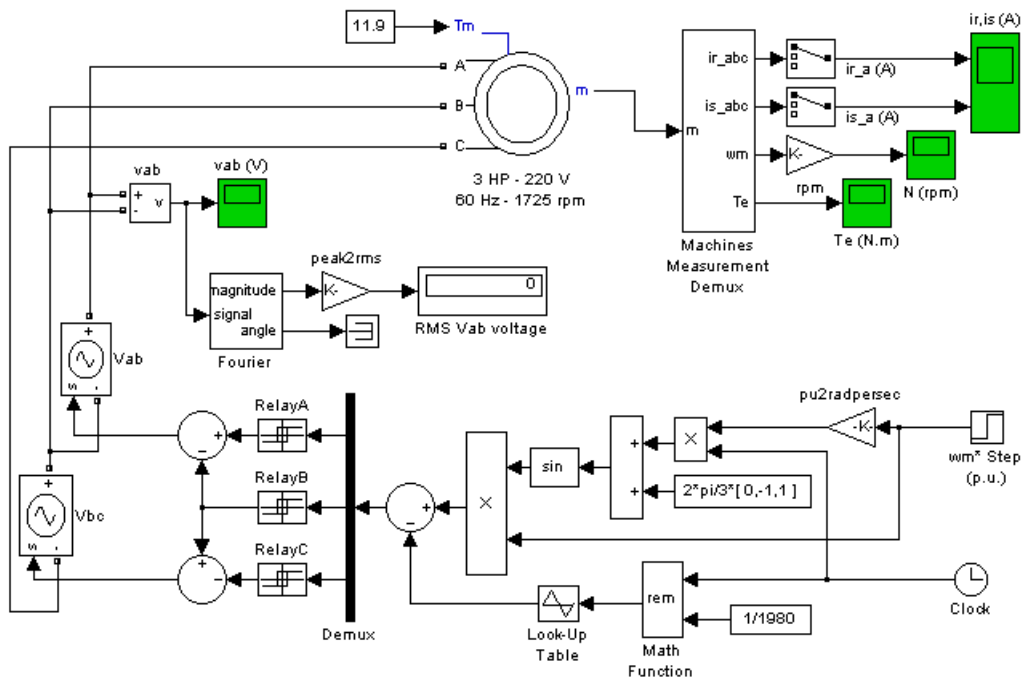 11.9
Tm
ir,is (A)
A
ir_abc
ir_a (A)
m
B
is_abc
is_a (A)
m
C
wm
K-
rpm
N (rpm)
Te
Te (N.m)
3 HP - 220 V
60 Hz - 1725 rpm
Machines
Measurement
Demux
vab
+
-
v
vab (V)
peak2rms
magnitude
signal
angle
K-
0
RMS Vab voltage
Fourier
+
s
-
Vab
RelayA
+
-
RelayB
+
s
-
Vbc
RelayC
+
-
Demux
pu2radpersec
-K-
wm* Step
(p.u.)
×
+
+
sin
2*pi/3*[ 0,-1,1 ]
×
+
-
rem
Clock
1/1980
Look-Up
Table
Math
Function